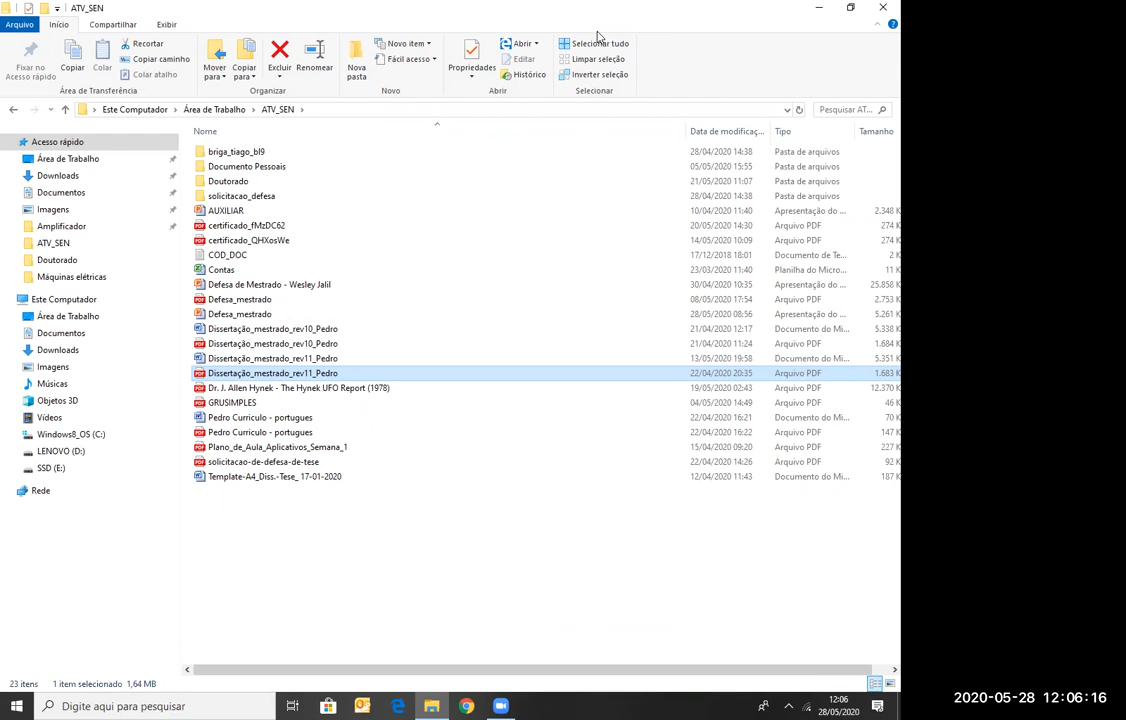 ATV_SEN
Arquivo Início Compartilhar Exibir
Fixar no Acesso rápido
Copiar
Colar
Recortar
Copiar caminho
Colar atalho
Área de Transferência
Mover para
Copiar para
Excluir
Renomear
Organizar
Nova pasta
Novo item
Fácil acesso
Novo
Propriedades
Abrir
Editar
Histórico
Abrir
Selecionar tudo
Limpar seleção
Inverter seleção
Selecionar
Este Computador > Área de Trabalho > ATV_SEN >
Pesquisar AT...
Nome Data de modificaç... Tipo Tamanho
Acesso rápido
Área de Trabalho
Downloads
Documentos
Imagens
Amplificador
ATV_SEN
Doutorado
Máquinas elétricas
Este Computador
Área de Trabalho
Documentos
Downloads
Imagens
Músicas
Objetos 3D
Vídeos
Windows8_OS (C:)
LENOVO (D:)
SSD (E:)
Rede
briga_tiago_bl9 28/04/2020 14:38 Pasta de arquivos
Documento Pessoais 05/05/2020 15:55 Pasta de arquivos
Doutorado 21/05/2020 11:07 Pasta de arquivos
solicitacao_defesa 28/04/2020 14:38 Pasta de arquivos
AUXILIAR 10/04/2020 11:40 Apresentação do ... 2.348 K
certificado_fMzDC62 20/05/2020 14:30 Arquivo PDF 274 K
certificado_QHXosWe 14/05/2020 10:09 Arquivo PDF 274 K
COD_DOC 17/12/2018 18:01 Documento de Te... 2 K
Contas 23/03/2020 11:40 Planilha do Micro... 11 K
Defesa de Mestrado - Wesley Jalil 30/04/2020 10:35 Apresentação do ... 25.858 K
Defesa_mestrado 08/05/2020 17:54 Arquivo PDF 2.753 K
Defesa_mestrado 28/05/2020 08:56 Apresentação do ... 5.261 K
Dissertação_mestrado_rev10_Pedro 21/04/2020 12:17 Documento do Mi... 5.338 K
Dissertação_mestrado_rev10_Pedro 21/04/2020 11:24 Arquivo PDF 1.684 K
Dissertação_mestrado_rev11_Pedro 13/05/2020 19:58 Documento do Mi... 5.351 K
Dissertação_mestrado_rev11_Pedro 22/04/2020 20:35 Arquivo PDF 1.683 K
Dr. J. Allen Hynek - The Hynek UFO Report (1978) 19/05/2020 02:43 Arquivo PDF 12.370 K
GRUSIMPLES 04/05/2020 14:49 Arquivo PDF 46 K
Pedro Curriculo - portugues 22/04/2020 16:21 Documento do Mi... 70 K
Pedro Curriculo - portugues 22/04/2020 16:22 Arquivo PDF 147 K
Plano_de_Aula_Aplicativos_Semana_1 15/04/2020 09:20 Arquivo PDF 227 K
solicitacao-de-defesa-de-tese 22/04/2020 14:26 Arquivo PDF 92 K
Template-A4_Diss.-Tese_ 17-01-2020 12/04/2020 11:43 Documento do Mi... 187 K
23 itens 1 item selecionado 1,64 MB
Digite aqui para pesquisar
12:06
28/05/2020
2020-05-28 12:06:16